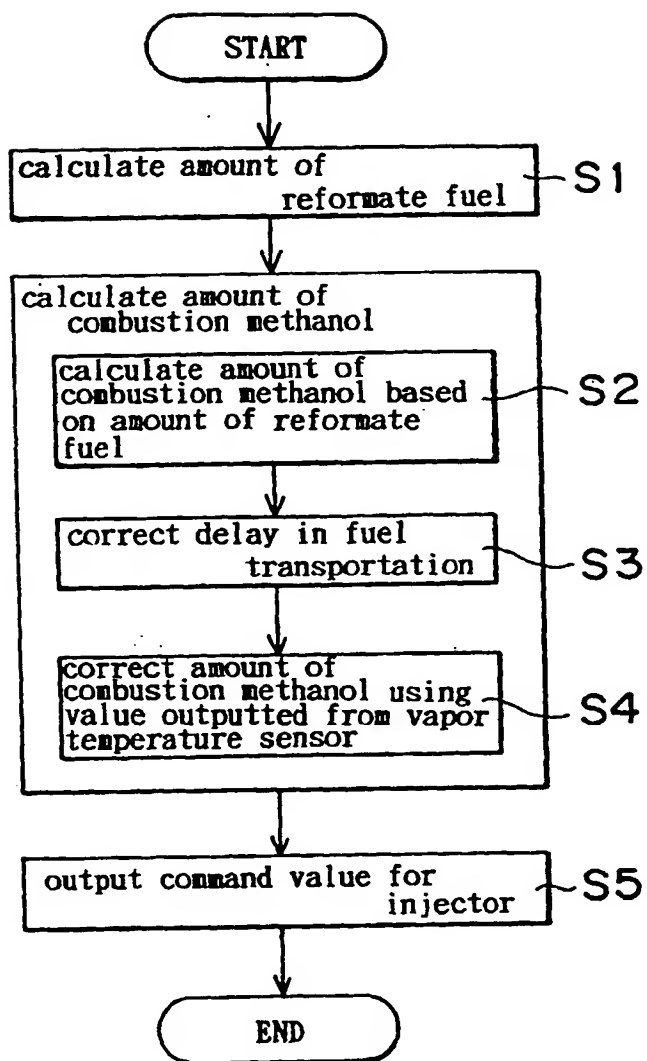 START
calculate amount of
reformate fuel
S1
calculate amount of
combustion methanol
calculate amount of
combustion methanol based
on amount of reformate
fuel
S2
correct delay in fuel
transportation
S3
correct amount of
combustion methanol using
value outputted from vapor
temperature sensor
S4
output command value for
injector
S5
END